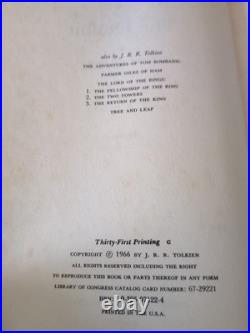 also by J. R. R. Tolkien
THE ADVENTURES OF TOM BOMBADIL
FARMER GILES OF HAM
THE LORD OF THE RINGS
1. THE FELLOWSHIP OF THE RING
2. THE TWO TOWERS
3. THE RETURN OF THE KING
TREE AND LEAF
Thirty-First Printing C
COPYRIGHT © 1966 BY J. R. R. TOLKIEN
ALL RIGHTS RESERVED INCLUDING THE RIGHT
TO REPRODUCE THIS BOOK OR PARTS THEREOF IN ANY FORM
LIBRARY OF CONGRESS CATALOG CARD NUMBER: 67-29221
PRINTED IN THE U.S.A.